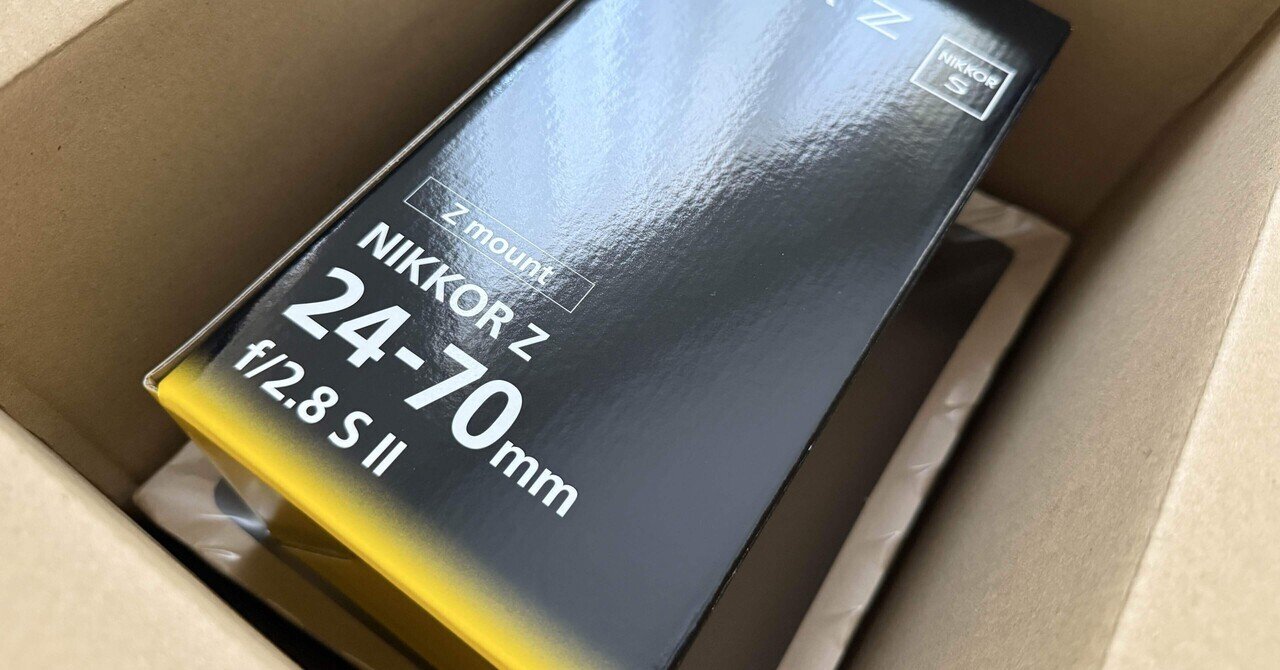 Z
NIKKOR
S
Z mount
NIKKOR Z
24-70mm
f/2.8 S II